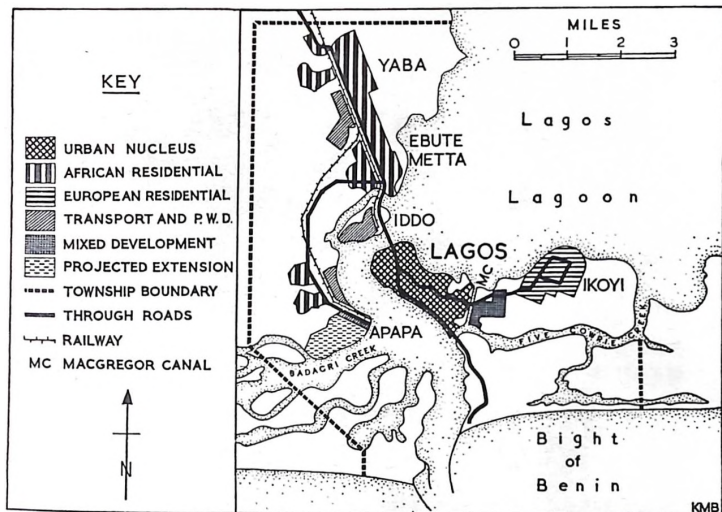 KEY
URBAN NUCLEUS
AFRICAN RESIDENTIAL
EUROPEAN RESIDENTIAL
TRANSPORT AND P.W.D.
MIXED DEVELOPMENT
PROJECTED EXTENSION
TOWNSHIP BOUNDARY
THROUGH ROADS
RAILWAY
MC MACGREGOR CANAL
N
MILES
0 1 2 3
YABA
EBUTE
METTA
Lagos
Lagoon
IDDO
LAGOS
MC
IKOYI
APAPA
FIVE COWRIE CREEK
BADAGRI CREEK
Bight
of
Benin
KMB